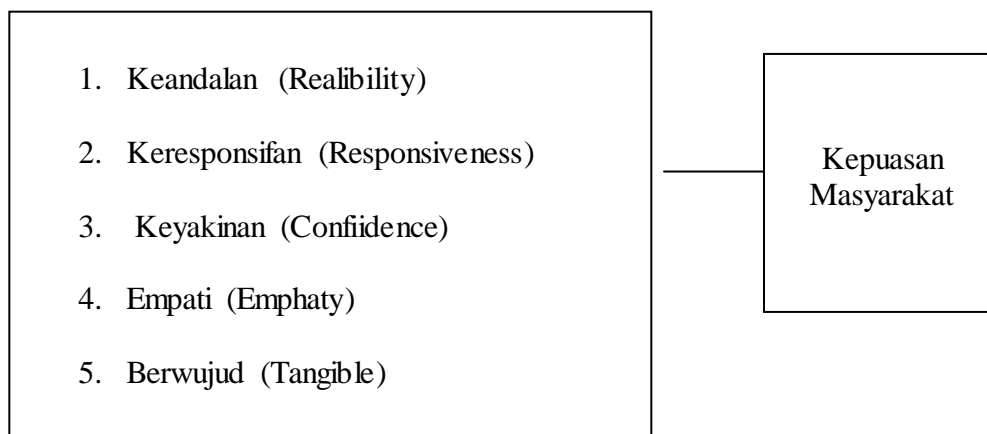 1. Keandalan (Realibility)
2. Keresponsifan (Responsiveness)
3. Keyakinan (Confiidence)
4. Empati (Emphaty)
5. Berwujud (Tangible)
Kepuasan
Masyarakat